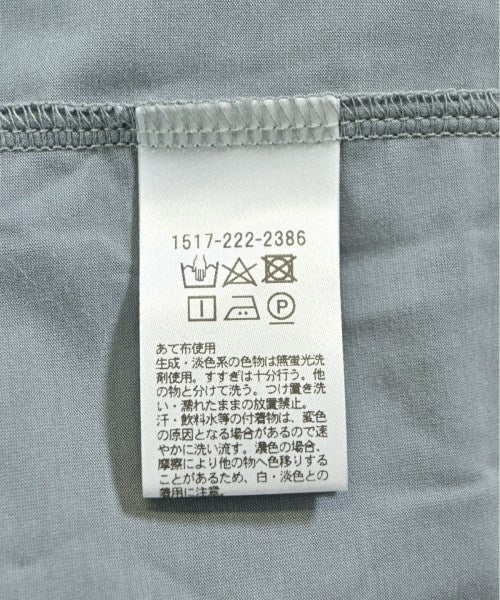 1517-222-2386
P
あて布使用
生成・淡色系の色物は無蛍光洗
剤使用。すすぎは十分行う。他
の物と分けて洗う。つけ置き洗
い・濡れたままの放置禁止。
汗・飲料水等の付着物は、変色
の原因となる場合があるので速
やかに洗い流す。濃色の場合、
摩擦により他の物へ色移りする
ことがあるため、白・淡色との
着用に注意。